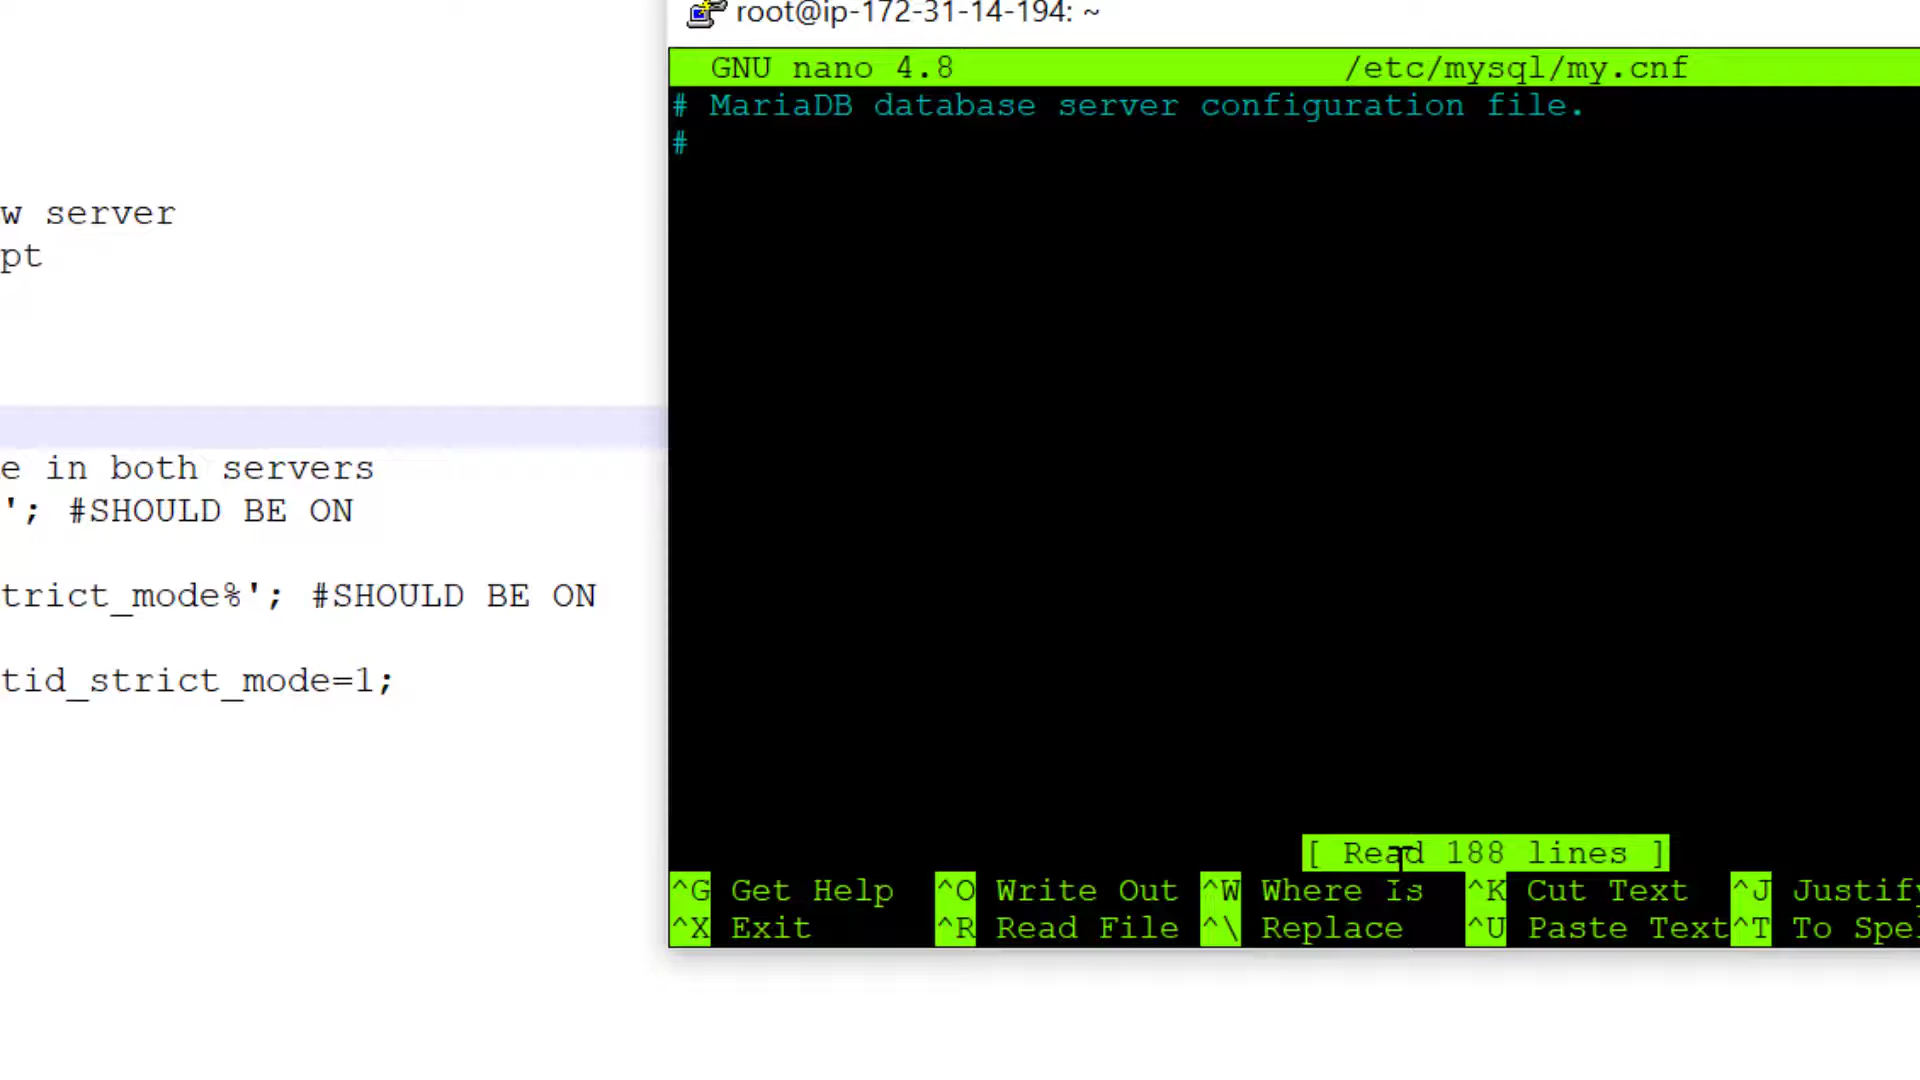 root@ip-172-31-14-194: ~
GNU nano 4.8 /etc/mysql/my.cnf
# MariaDB database server configuration file.
#
w server
pt
e in both servers
'; #SHOULD BE ON
trict_mode%'; #SHOULD BE ON
tid_strict_mode=1;
[ Read 188 lines ]
^G Get Help ^O Write Out ^W Where Is ^K Cut Text ^J Justify
^X Exit ^R Read File ^\ Replace ^U Paste Text ^T To Spel